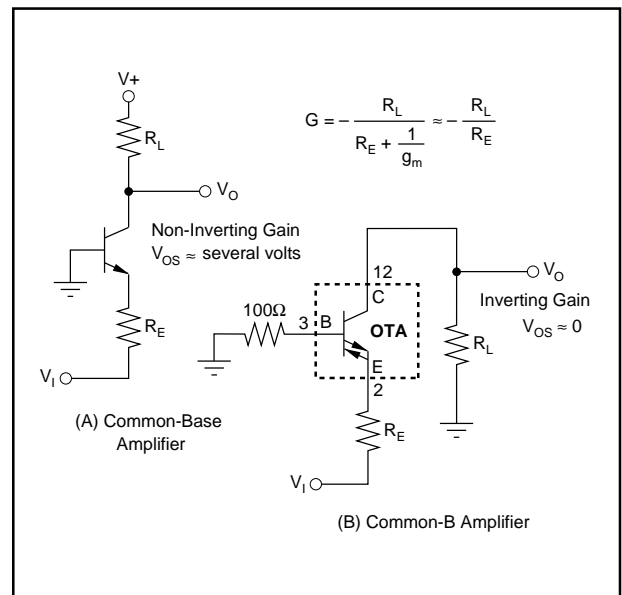 V+
R_L
V_O
Non-Inverting Gain
V_OS ≈ several volts
R_E
V_I
(A) Common-Base
Amplifier
G = – R_L / (R_E + 1/g_m) ≈ – R_L / R_E
12
C
V_O
Inverting Gain
V_OS ≈ 0
100Ω
3
B
OTA
R_L
E
2
R_E
V_I
(B) Common-B Amplifier